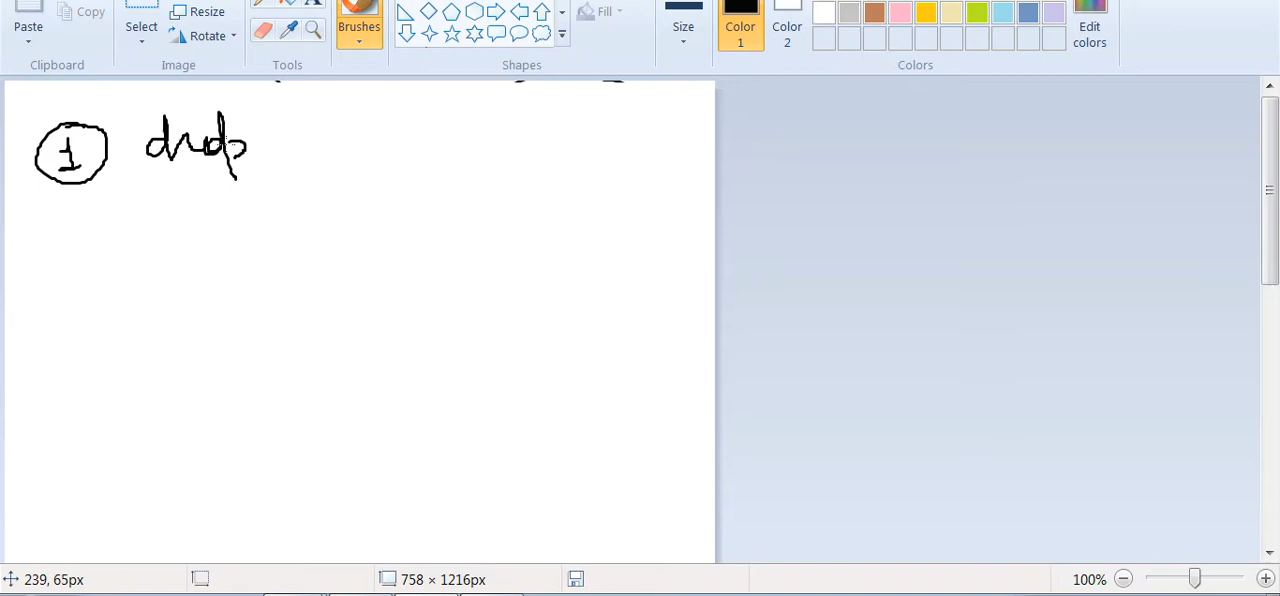 Paste
Copy
Select
Resize
Rotate
Brushes
Fill
Size
Color 1
Color 2
Edit colors
Clipboard
Image
Tools
Shapes
Colors
1 drop
239, 65px
758 × 1216px
100%